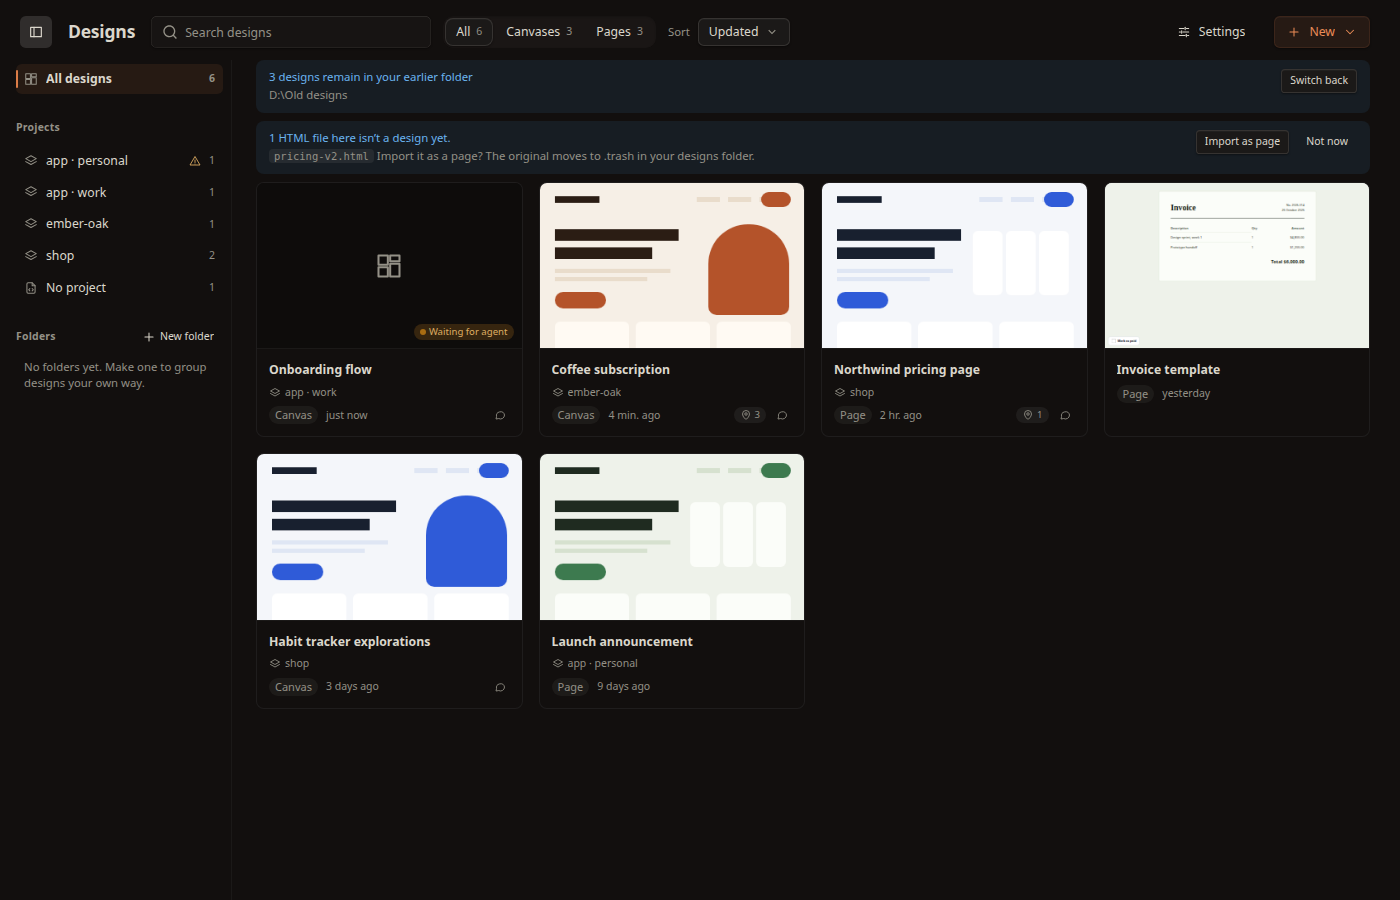 Designs
Search designs
All 6
Canvases 3
Pages 3
Sort
Updated
Settings
New
All designs 6
Projects
app · personal 1
app · work 1
ember-oak 1
shop 2
No project 1
Folders
New folder
No folders yet. Make one to group
designs your own way.
3 designs remain in your earlier folder
D:\Old designs
Switch back
1 HTML file here isn’t a design yet.
pricing-v2.html Import it as a page? The original moves to .trash in your designs folder.
Import as page
Not now
Waiting for agent
Onboarding flow
app · work
Canvas just now
Coffee subscription
ember-oak
Canvas 4 min. ago 3
Northwind pricing page
shop
Page 2 hr. ago 1
Invoice
Total
Invoice template
Page yesterday
Habit tracker explorations
shop
Canvas 3 days ago
Launch announcement
app · personal
Page 9 days ago